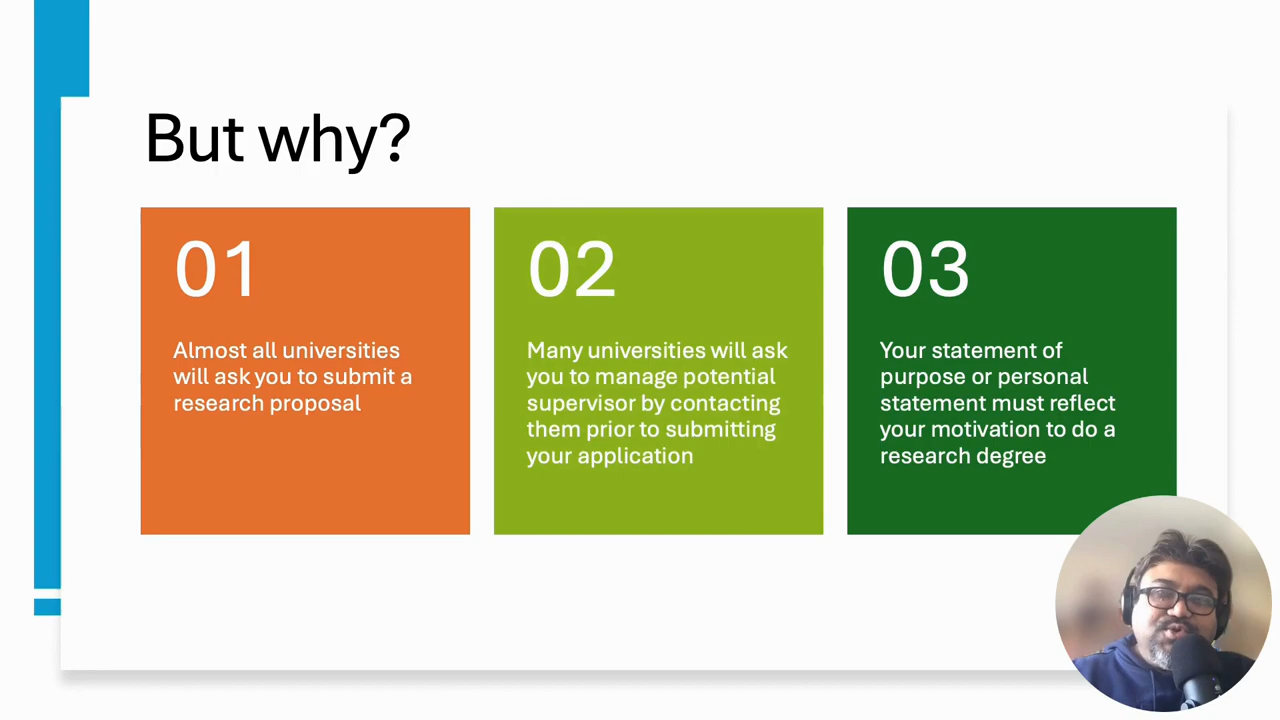 But why?
01
Almost all universities
will ask you to submit a
research proposal
02
Many universities will ask
you to manage potential
supervisor by contacting
them prior to submitting
your application
03
Your statement of
purpose or personal
statement must reflect
your motivation to do a
research degree